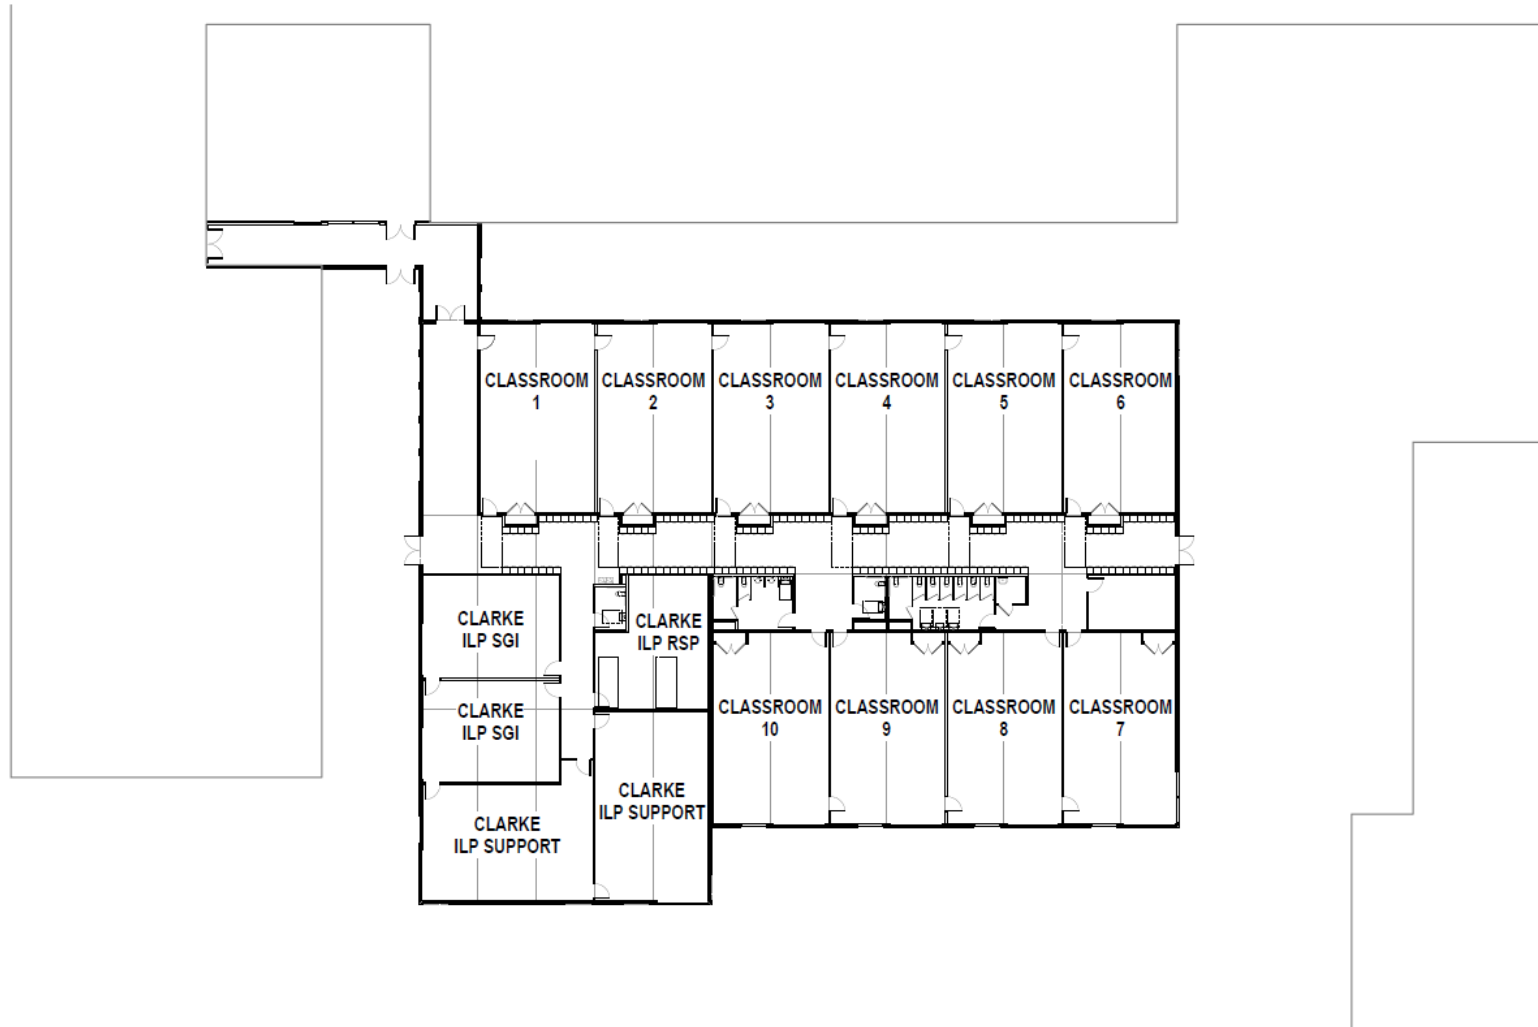 CLASSROOM
1
CLASSROOM
2
CLASSROOM
3
CLASSROOM
4
CLASSROOM
5
CLASSROOM
6
CLARKE
ILP SGI
CLARKE
ILP RSP
CLARKE
ILP SGI
CLASSROOM
10
CLASSROOM
9
CLASSROOM
8
CLASSROOM
7
CLARKE
ILP SUPPORT
CLARKE
ILP SUPPORT